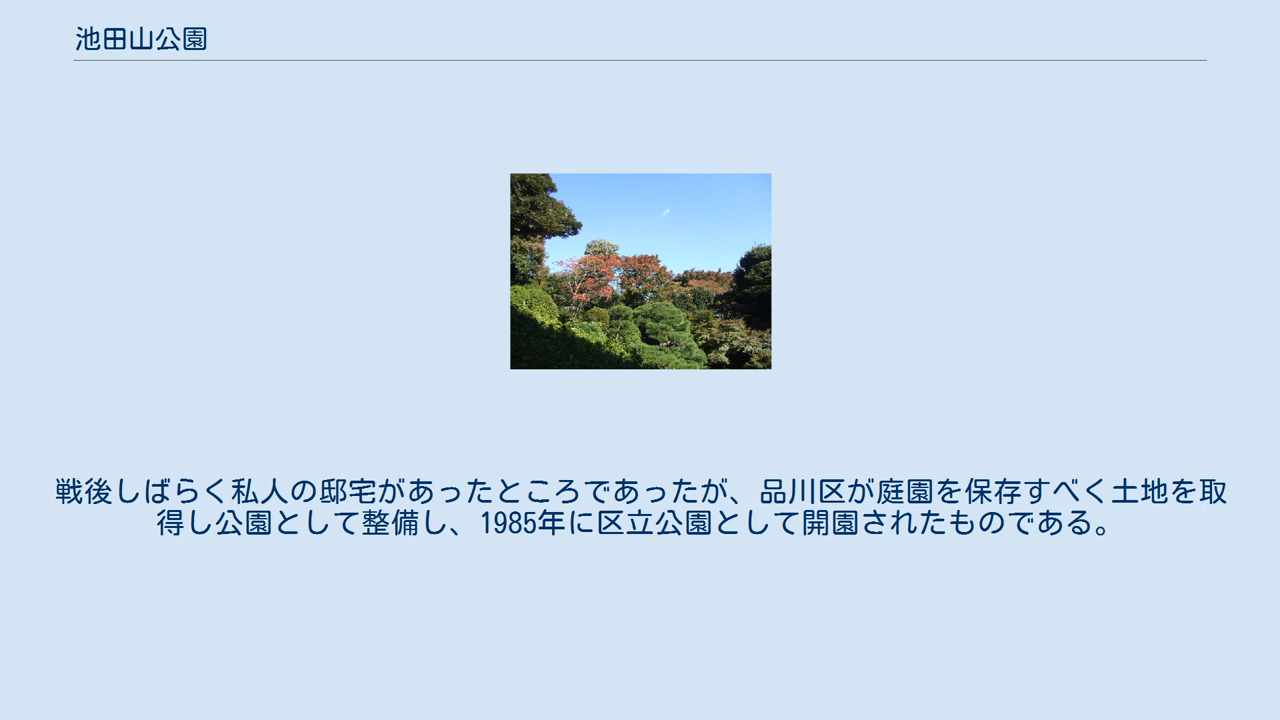 池田山公園
戦後しばらく私人の邸宅があったところであったが、品川区が庭園を保存すべく土地を取
得し公園として整備し、1985年に区立公園として開園されたものである。